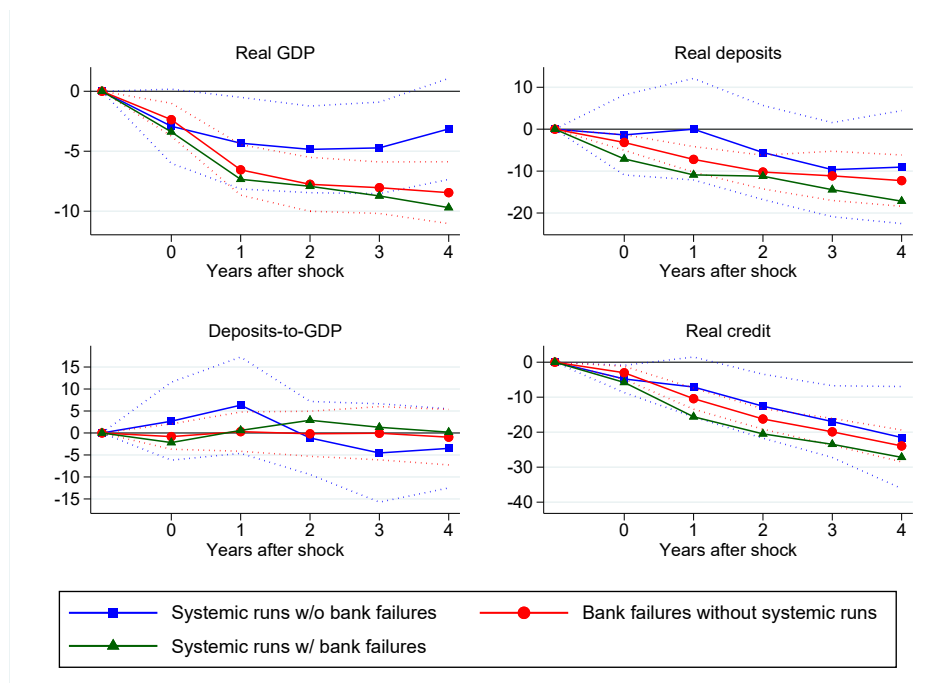 Real GDP
0
-5
-10
0 1 2 3 4
Years after shock
Real deposits
10
0
-10
-20
0 1 2 3 4
Years after shock
Deposits-to-GDP
15
10
5
0
-5
-10
-15
0 1 2 3 4
Years after shock
Real credit
0
-10
-20
-30
-40
0 1 2 3 4
Years after shock
Systemic runs w/o bank failures
Bank failures without systemic runs
Systemic runs w/ bank failures